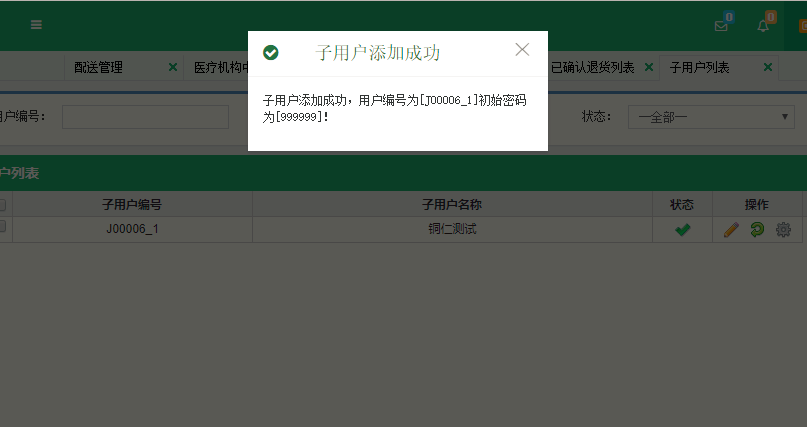 0
0
子用户添加成功
配送管理
医疗机构中
已确认退货列表
子用户列表
子用户添加成功，用户编号为[J00006_1]初始密码
为[999999]！
户编号：
状态：
—全部—
户列表
子用户编号
子用户名称
状态
操作
J00006_1
铜仁测试